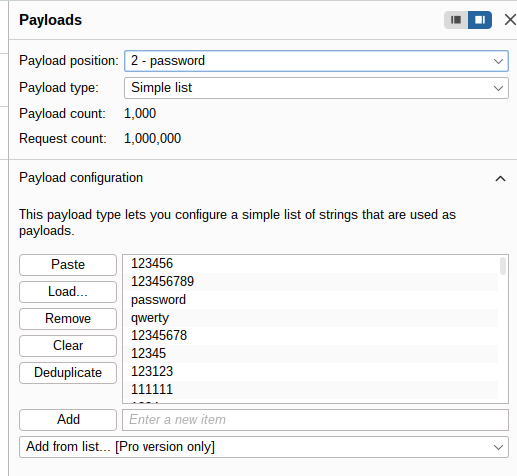 Payloads
Payload position: 2 - password
Payload type: Simple list
Payload count: 1,000
Request count: 1,000,000
Payload configuration
This payload type lets you configure a simple list of strings that are used as
payloads.
Paste
Load...
Remove
Clear
Deduplicate
123456
123456789
password
qwerty
12345678
12345
123123
111111
Add
Enter a new item
Add from list... [Pro version only]